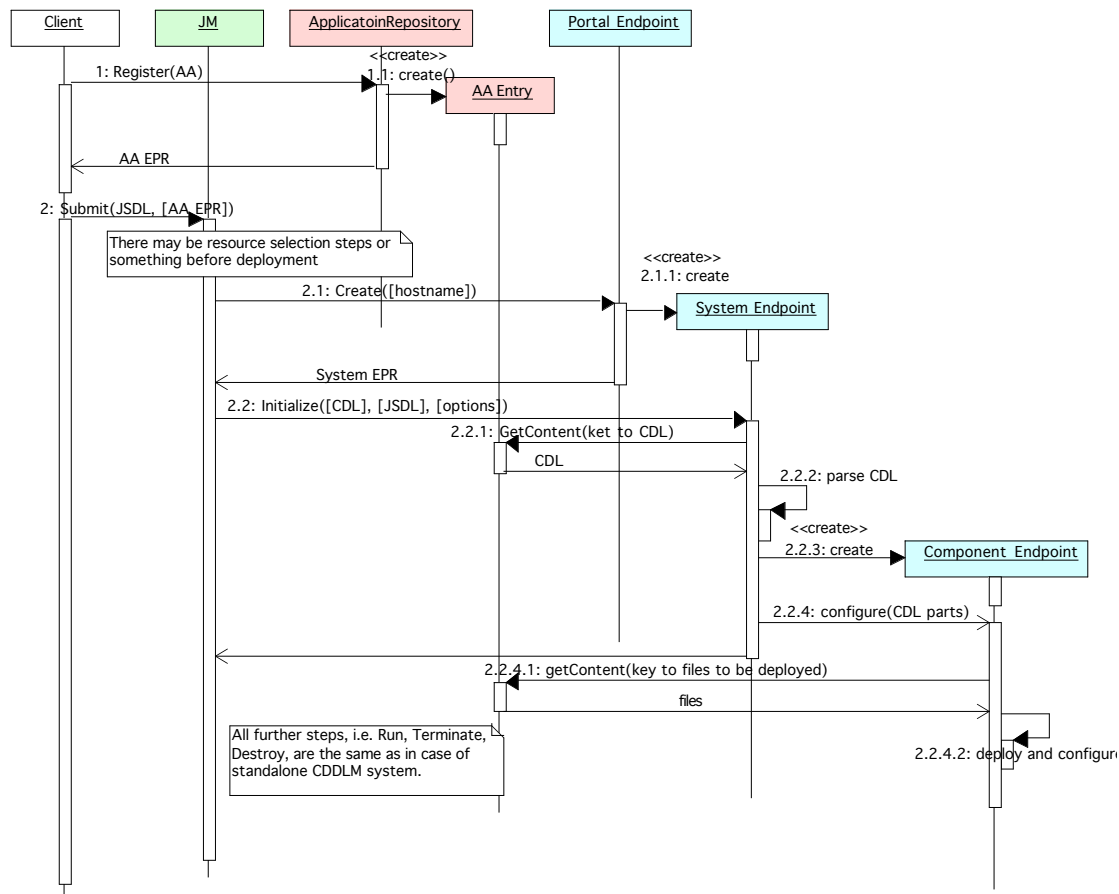 Client
JM
ApplicatoinRepository
Portal Endpoint
<<create>>
1: Register(AA)
1.1: create()
AA Entry
AA EPR
2: Submit(JSDL, [AA EPR])
There may be resource selection steps or
something before deployment
<<create>>
2.1.1: create
2.1: Create([hostname])
System Endpoint
System EPR
2.2: Initialize([CDL], [JSDL], [options])
2.2.1: GetContent(ket to CDL)
CDL
2.2.2: parse CDL
<<create>>
2.2.3: create
Component Endpoint
2.2.4: configure(CDL parts)
2.2.4.1: getContent(key to files to be deployed)
files
All further steps, i.e. Run, Terminate,
Destroy, are the same as in case of
standalone CDDLM system.
2.2.4.2: deploy and configure